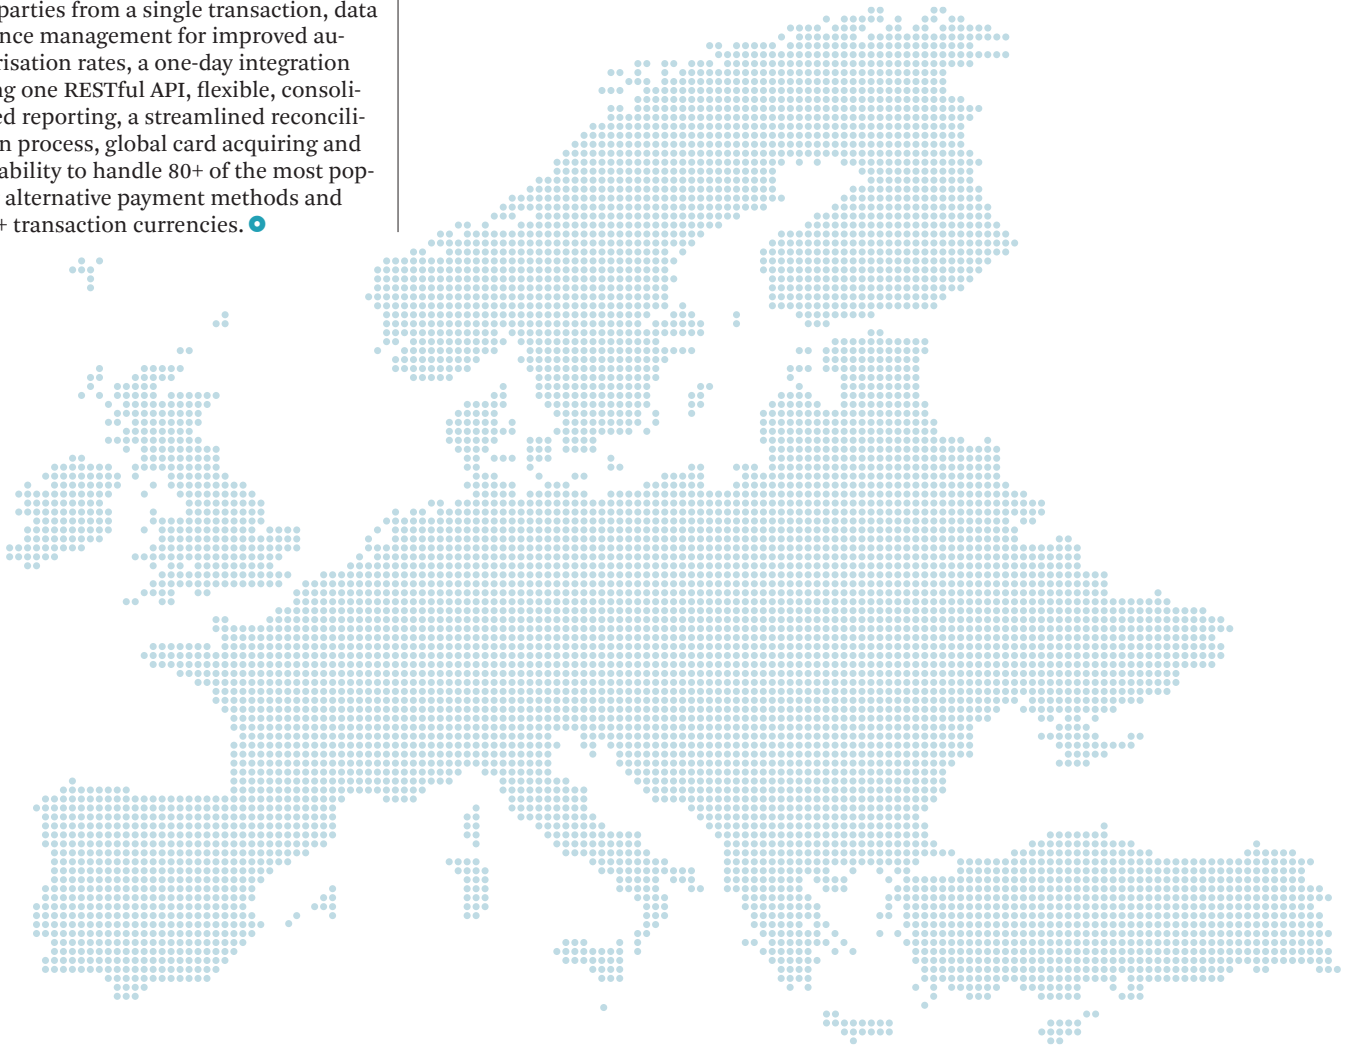 parties from a single transaction, data
nce management for improved au-
risation rates, a one-day integration
ng one RESTful API, flexible, consoli-
ed reporting, a streamlined reconcili-
n process, global card acquiring and
ability to handle 80+ of the most pop-
alternative payment methods and
+ transaction currencies.